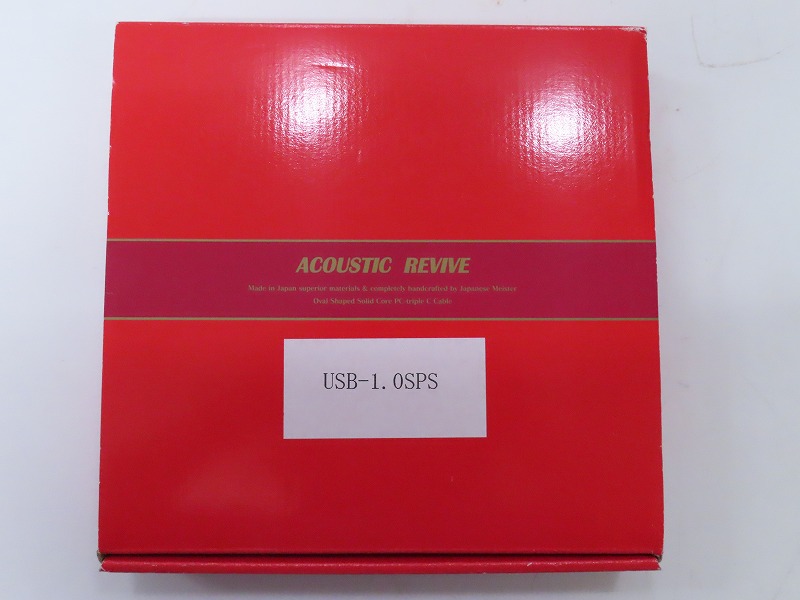 ACOUSTIC REVIVE
Made in Japan superior materials & completely handcrafted by Japanese Meister
Oval Shaped Solid Core PC-triple C Cable
USB-1.0SPS